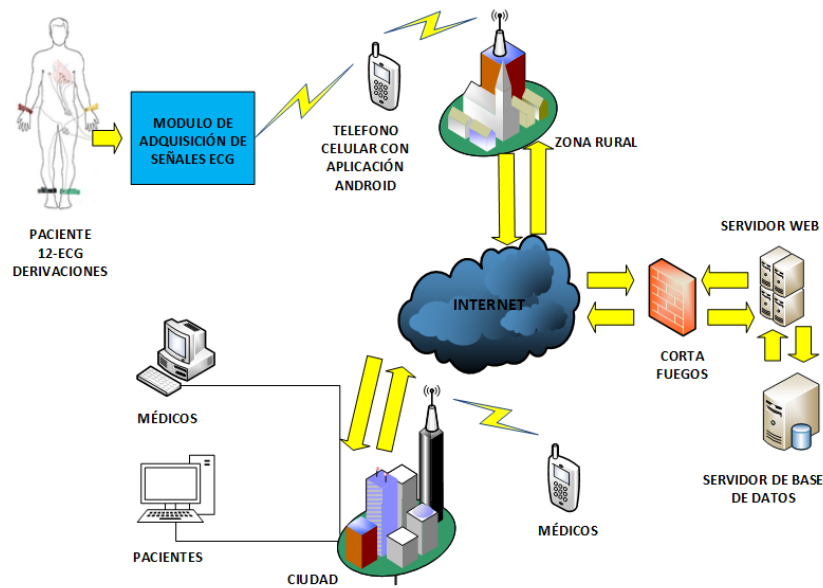 MODULO DE
ADQUISICIÓN DE
SEÑALES ECG
TELEFONO
CELULAR CON
APLICACIÓN
ANDROID
ZONA RURAL
PACIENTE
12-ECG
DERIVACIONES
SERVIDOR WEB
INTERNET
CORTA
FUEGOS
MÉDICOS
SERVIDOR DE BASE
DE DATOS
MÉDICOS
PACIENTES
CIUDAD